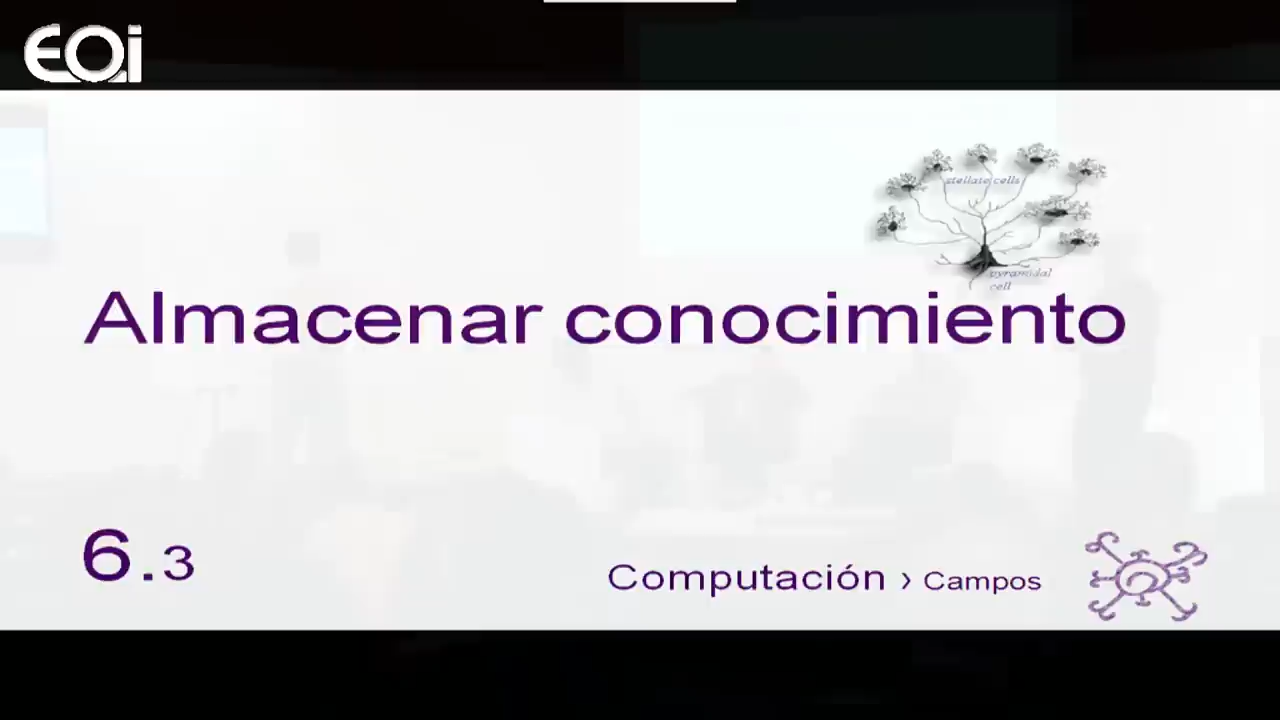 EOi
stellate cells
pyramidal
cell
Almacenar conocimiento
6.3
Computación › Campos